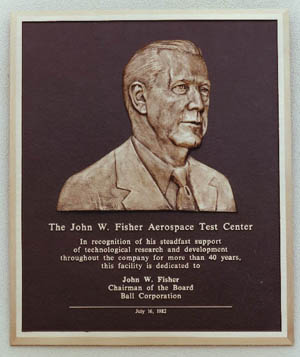 The John W. Fisher Aerospace Test Center
In recognition of his steadfast support
of technological research and development
throughout the company for more than 40 years,
this facility is dedicated to
John W. Fisher
Chairman of the Board
Ball Corporation
July 16, 1982